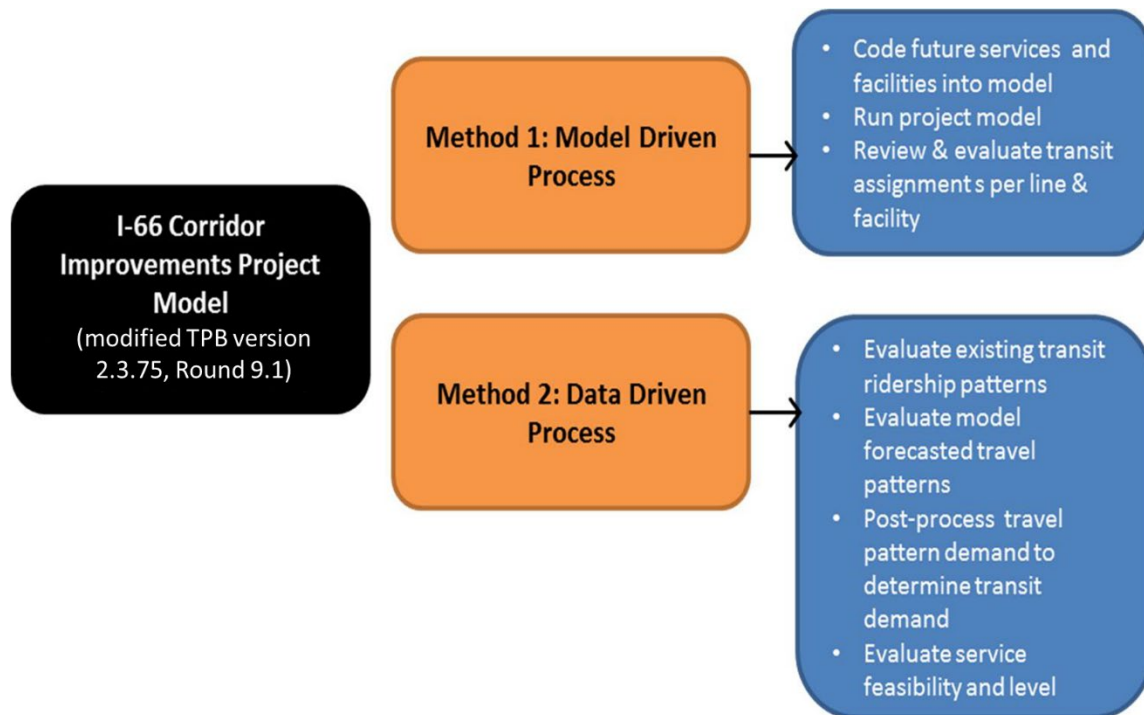 I-66 Corridor
Improvements Project
Model
(modified TPB version
2.3.75, Round 9.1)
Method 1: Model Driven
Process
• Code future services and
facilities into model
• Run project model
• Review & evaluate transit
assignment s per line &
facility
Method 2: Data Driven
Process
• Evaluate existing transit
ridership patterns
• Evaluate model
forecasted travel
patterns
• Post-process travel
pattern demand to
determine transit
demand
• Evaluate service
feasibility and level